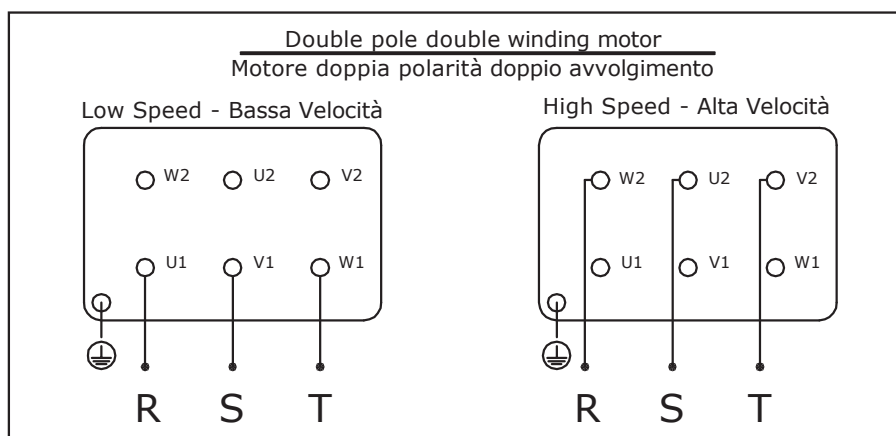 Double pole double winding motor
Motore doppia polarità doppio avvolgimento
Low Speed - Bassa Velocità
W2 U2 V2
U1 V1 W1
R S T
High Speed - Alta Velocità
W2 U2 V2
U1 V1 W1
R S T